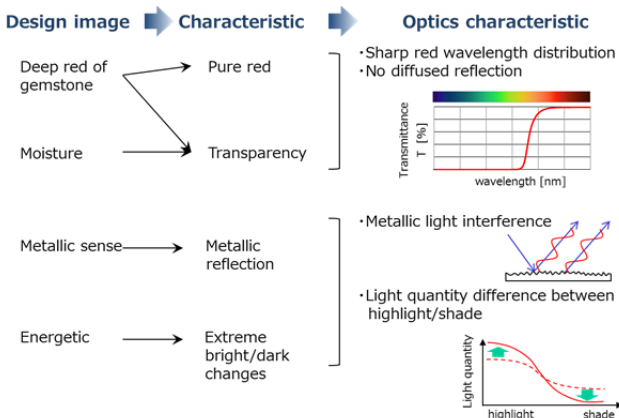 Design image
Characteristic
Optics characteristic
Deep red of
gemstone
Pure red
Moisture
Transparency
・Sharp red wavelength distribution
・No diffused reflection
Transmittance
T [%]
wavelength [nm]
Metallic sense
Metallic
reflection
Energetic
Extreme
bright/dark
changes
・Metallic light interference
・Light quantity difference between
highlight/shade
Light quantity
highlight
shade